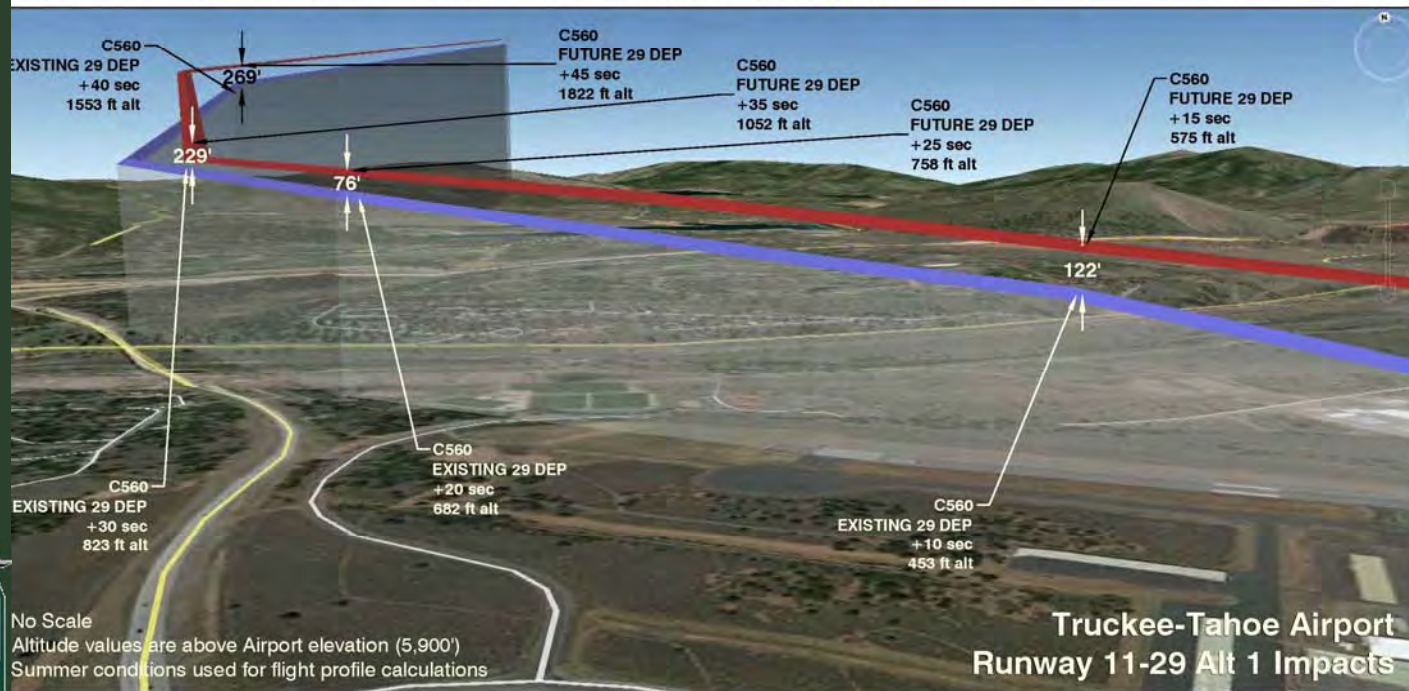 C560
EXISTING 29 DEP
+40 sec
1553 ft alt
269'
C560
FUTURE 29 DEP
+45 sec
1822 ft alt
C560
FUTURE 29 DEP
+35 sec
1052 ft alt
C560
FUTURE 29 DEP
+25 sec
758 ft alt
C560
FUTURE 29 DEP
+15 sec
575 ft alt
N
229'
76'
122'
C560
EXISTING 29 DEP
+30 sec
823 ft alt
C560
EXISTING 29 DEP
+20 sec
682 ft alt
C560
EXISTING 29 DEP
+10 sec
453 ft alt
No Scale
Altitude values are above Airport elevation (5,900')
Summer conditions used for flight profile calculations
Truckee-Tahoe Airport
Runway 11-29 Alt 1 Impacts